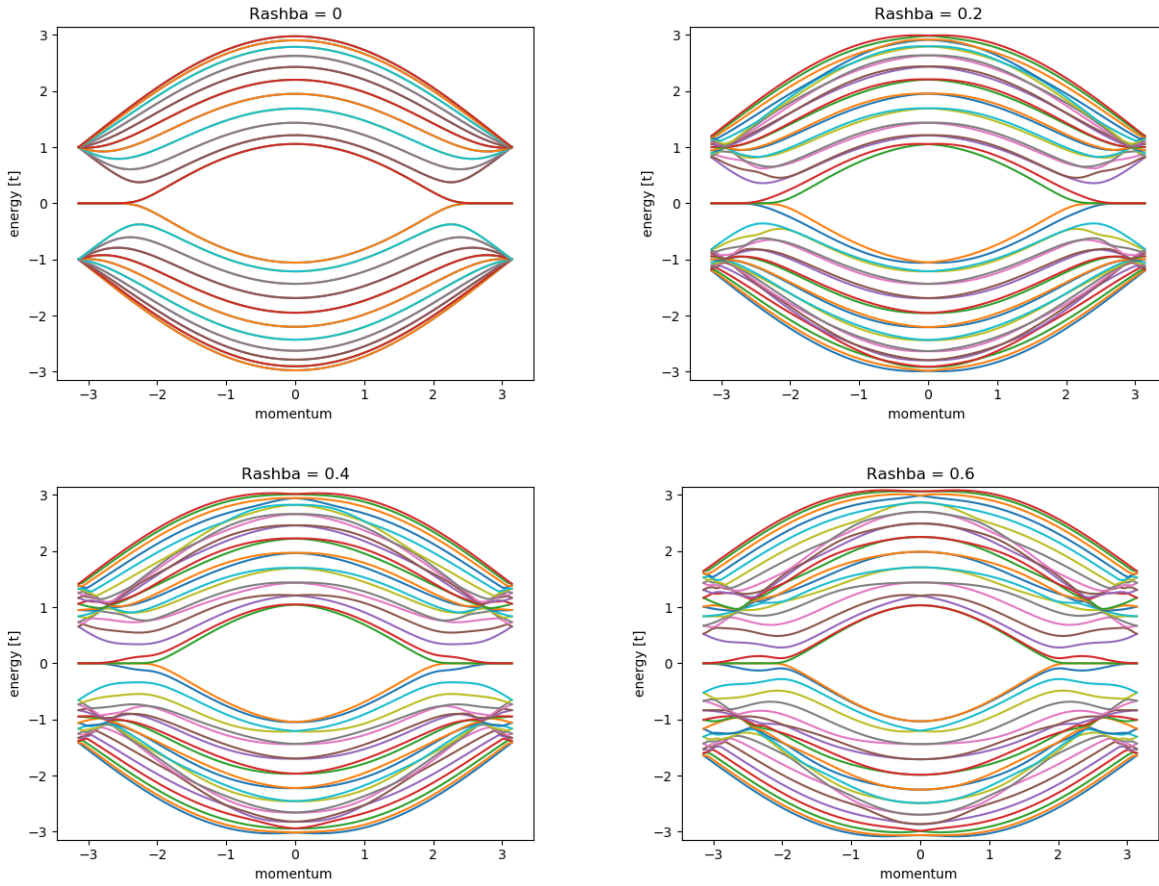 Rashba = 0
3
2
1
0
−1
−2
−3
energy [t]
−3 −2 −1 0 1 2 3
momentum
Rashba = 0.2
3
2
1
0
−1
−2
−3
energy [t]
−3 −2 −1 0 1 2 3
momentum
Rashba = 0.4
3
2
1
0
−1
−2
−3
energy [t]
−3 −2 −1 0 1 2 3
momentum
Rashba = 0.6
3
2
1
0
−1
−2
−3
energy [t]
−3 −2 −1 0 1 2 3
momentum